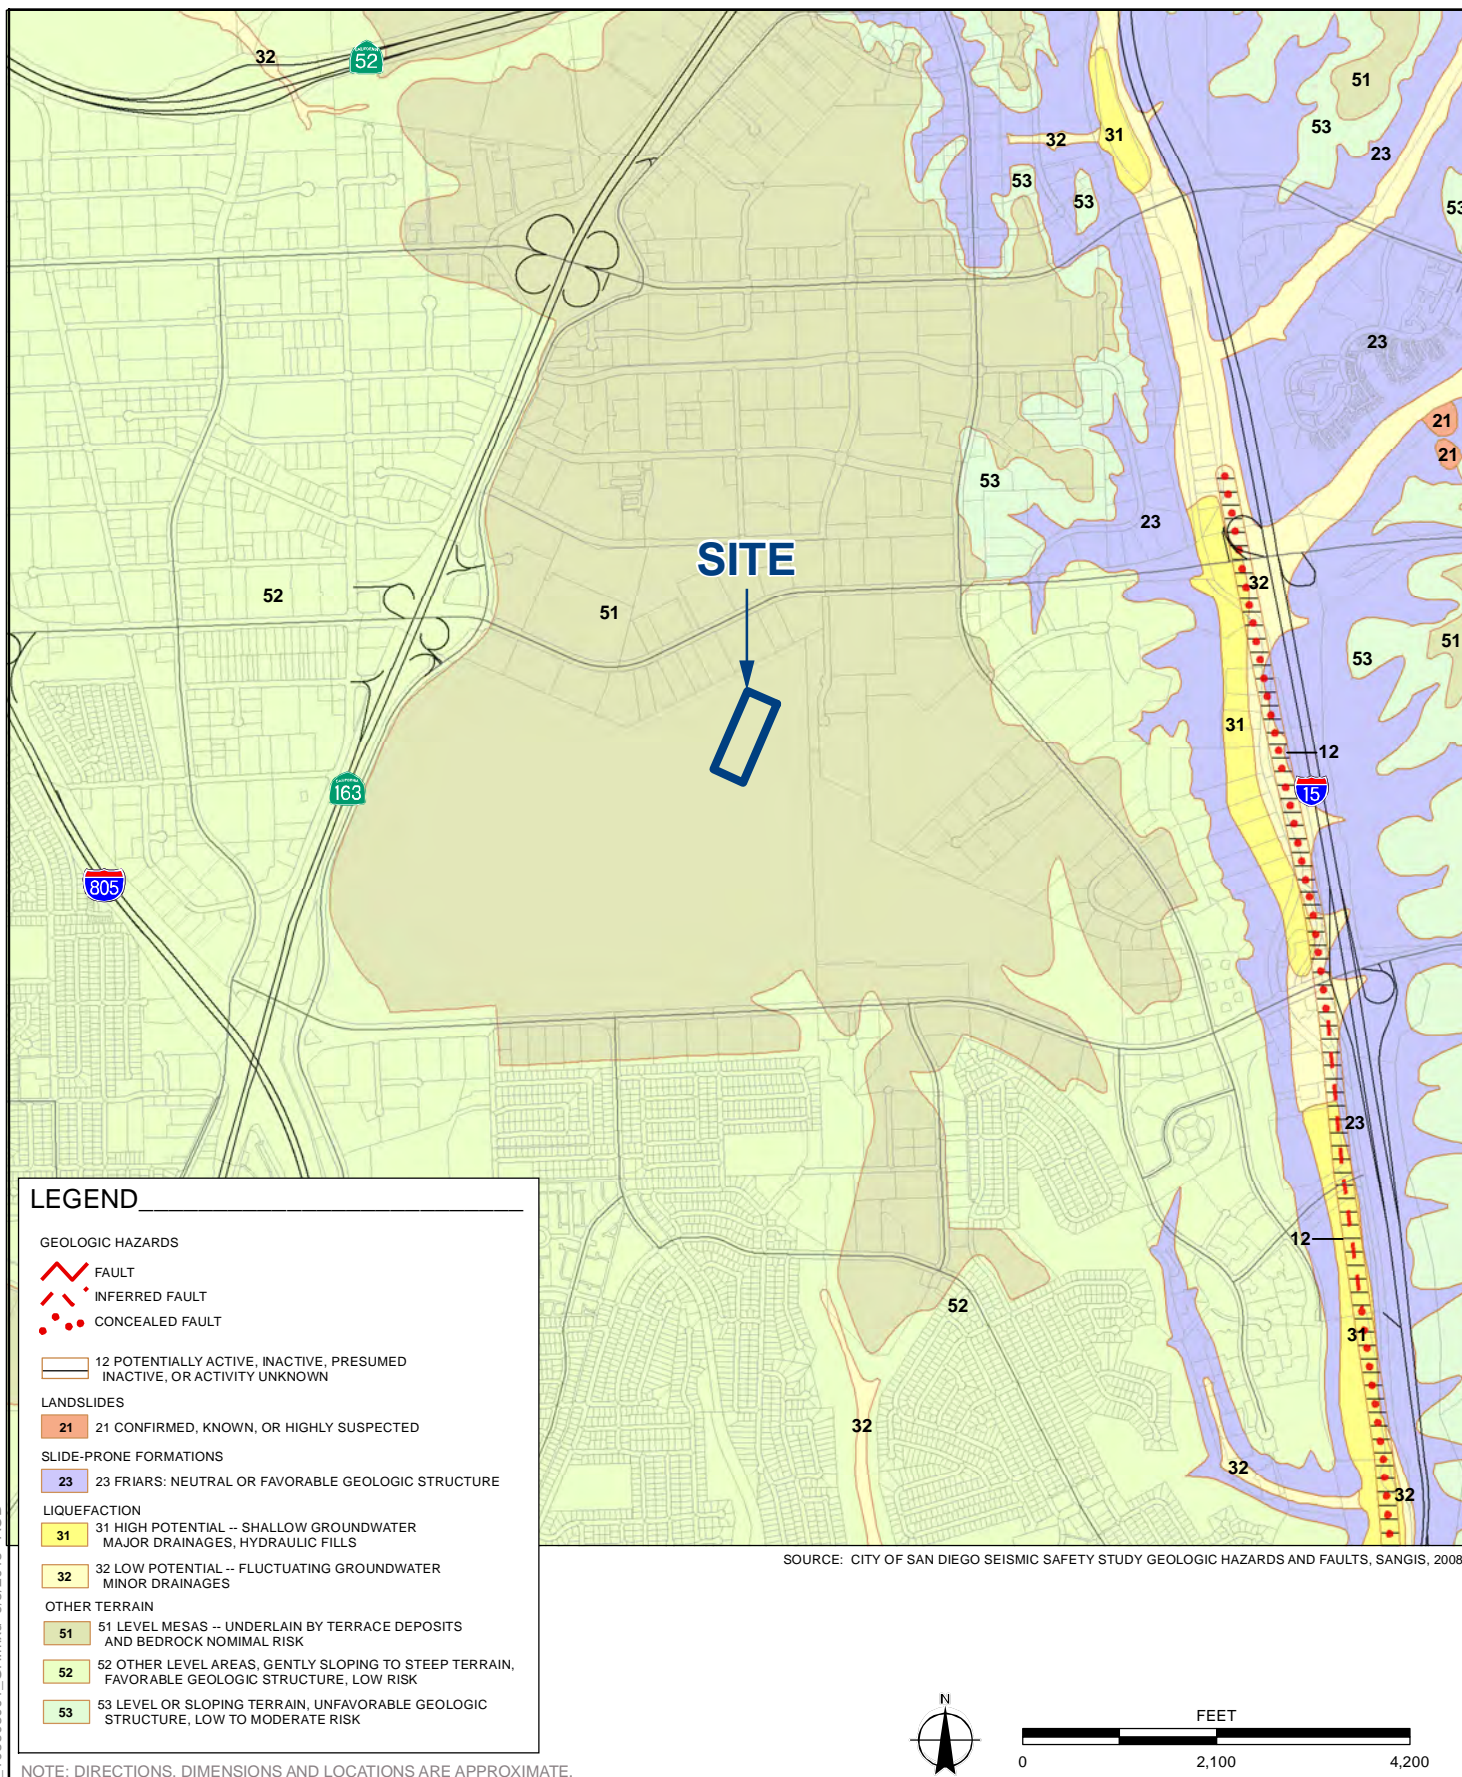 32
CALIFORNIA
52
51
53
23
32
31
53
53
53
23
21
21
53
23
SITE
32
52
51
51
53
31
12
CALIFORNIA
163
15
805
23
12
52
31
32
32
32
LEGEND
GEOLOGIC HAZARDS
FAULT
INFERRED FAULT
CONCEALED FAULT
12 POTENTIALLY ACTIVE, INACTIVE, PRESUMED
INACTIVE, OR ACTIVITY UNKNOWN
LANDSLIDES
21 21 CONFIRMED, KNOWN, OR HIGHLY SUSPECTED
SLIDE-PRONE FORMATIONS
23 23 FRIARS: NEUTRAL OR FAVORABLE GEOLOGIC STRUCTURE
LIQUEFACTION
31 31 HIGH POTENTIAL -- SHALLOW GROUNDWATER
MAJOR DRAINAGES, HYDRAULIC FILLS
32 32 LOW POTENTIAL -- FLUCTUATING GROUNDWATER
MINOR DRAINAGES
OTHER TERRAIN
51 51 LEVEL MESAS -- UNDERLAIN BY TERRACE DEPOSITS
AND BEDROCK NOMIMAL RISK
52 52 OTHER LEVEL AREAS, GENTLY SLOPING TO STEEP TERRAIN,
FAVORABLE GEOLOGIC STRUCTURE, LOW RISK
53 53 LEVEL OR SLOPING TERRAIN, UNFAVORABLE GEOLOGIC
STRUCTURE, LOW TO MODERATE RISK
SOURCE: CITY OF SAN DIEGO SEISMIC SAFETY STUDY GEOLOGIC HAZARDS AND FAULTS, SANGIS, 2008
N
FEET
0 2,100 4,200
NOTE: DIRECTIONS, DIMENSIONS AND LOCATIONS ARE APPROXIMATE.